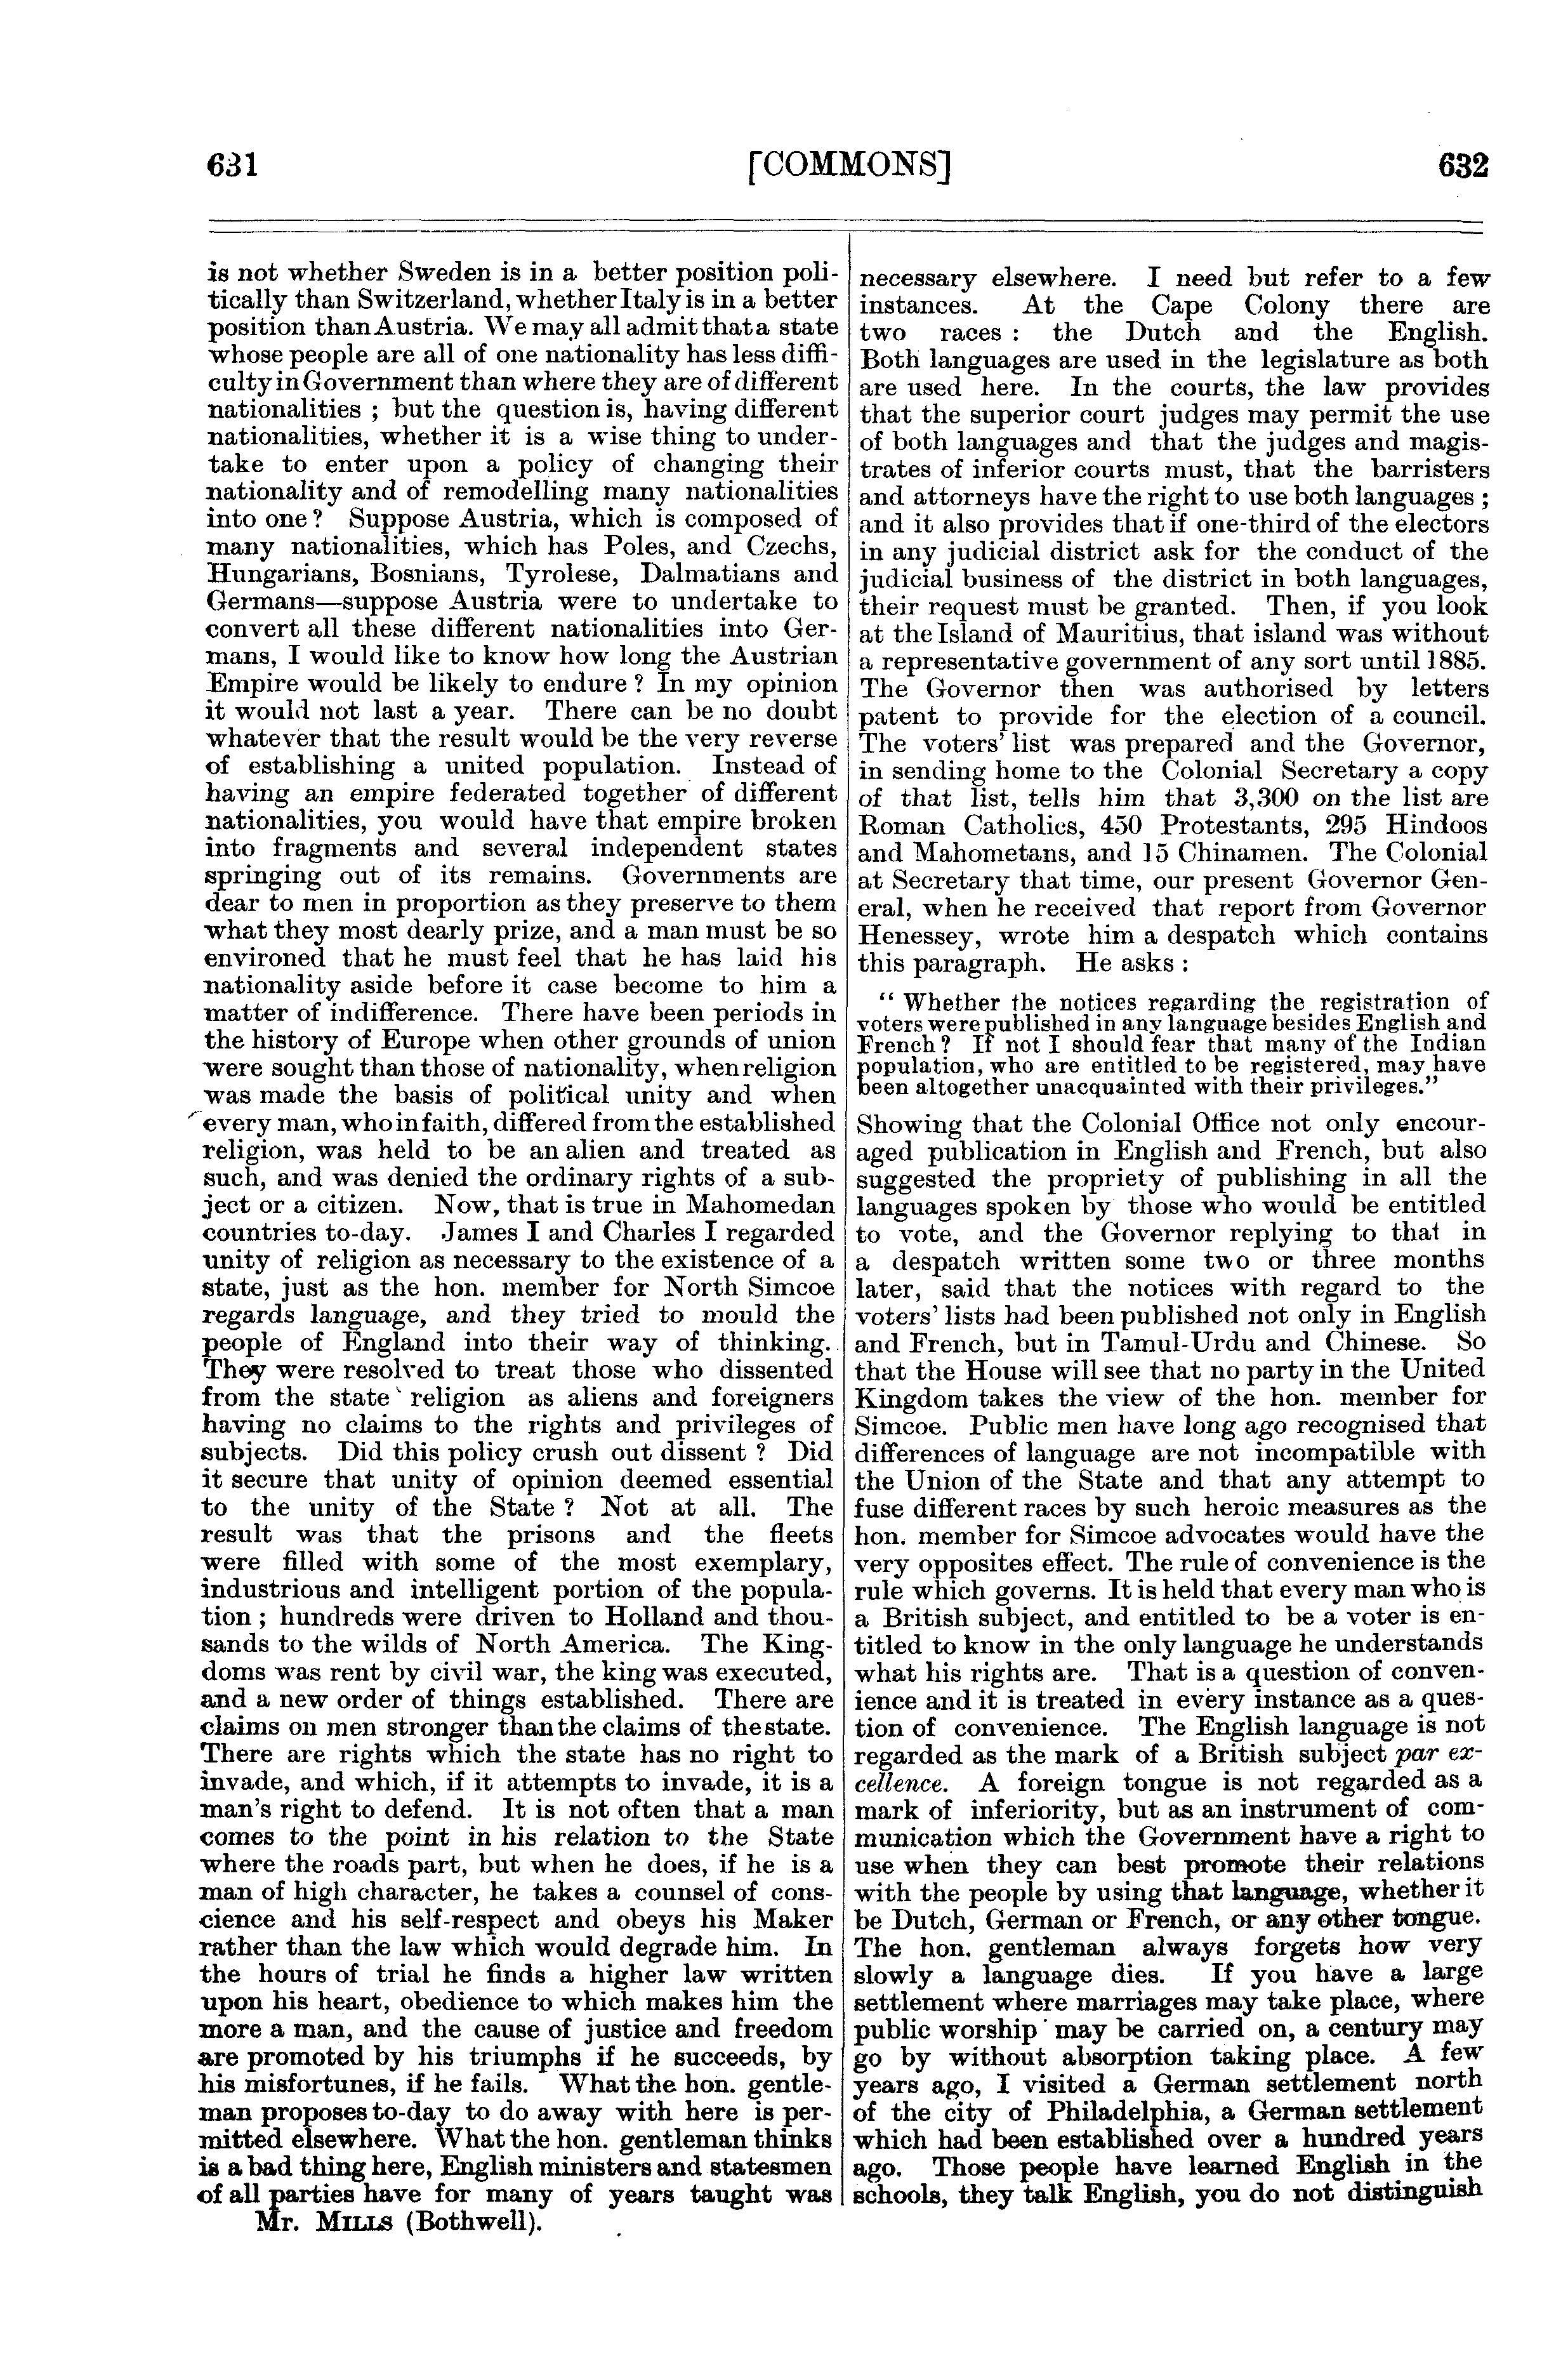 631 [COMMONS] 632
is not whether Sweden is in a better position poli-
tically than Switzerland, whether Italy is in a better
position than Austria. We may all admit that a state
whose people are all of one nationality has less diffi-
culty in Government than where they are of different
nationalities ; but the question is, having different
nationalities, whether it is a wise thing to under-
take to enter upon a policy of changing their
nationality and of remodelling many nationalities
into one ? Suppose Austria, which is composed of
many nationalities, which has Poles, and Czechs,
Hungarians, Bosnians, Tyrolese, Dalmatians and
Germans—suppose Austria were to undertake to
convert all these different nationalities into Ger-
mans, I would like to know how long the Austrian
Empire would be likely to endure ? In my opinion
it would not last a year. There can be no doubt
whatever that the result would be the very reverse
of establishing a united population. Instead of
having an empire federated together of different
nationalities, you would have that empire broken
into fragments and several independent states
springing out of its remains. Governments are
dear to men in proportion as they preserve to them
what they most dearly prize, and a man must be so
environed that he must feel that he has laid his
nationality aside before it case become to him a
matter of indifference. There have been periods in
the history of Europe when other grounds of union
were sought than those of nationality, when religion
was made the basis of political unity and when
every man, who in faith, differed from the established
religion, was held to be an alien and treated as
such, and was denied the ordinary rights of a sub-
ject or a citizen. Now, that is true in Mahomedan
countries to-day. James I and Charles I regarded
unity of religion as necessary to the existence of a
state, just as the hon. member for North Simcoe
regards language, and they tried to mould the
people of England into their way of thinking.
They were resolved to treat those who dissented
from the state religion as aliens and foreigners
having no claims to the rights and privileges of
subjects. Did this policy crush out dissent ? Did
it secure that unity of opinion deemed essential
to the unity of the State ? Not at all. The
result was that the prisons and the fleets
were filled with some of the most exemplary,
industrious and intelligent portion of the popula-
tion ; hundreds were driven to Holland and thou-
sands to the wilds of North America. The King-
doms was rent by civil war, the king was executed,
and a new order of things established. There are
claims on men stronger than the claims of the state.
There are rights which the state has no right to
invade, and which, if it attempts to invade, it is a
man's right to defend. It is not often that a man
comes to the point in his relation to the State
where the roads part, but when he does, if he is a
man of high character, he takes a counsel of cons-
cience and his self-respect and obeys his Maker
rather than the law which would degrade him. In
the hours of trial he finds a higher law written
upon his heart, obedience to which makes him the
more a man, and the cause of justice and freedom
are promoted by his triumphs if he succeeds, by
his misfortunes, if he fails. What the hon. gentle-
man proposes to-day to do away with here is per-
mitted elsewhere. What the hon. gentleman thinks
is a bad thing here, English ministers and statesmen
of all parties have for many of years taught was
Mr. MILLS (Bothwell).
necessary elsewhere. I need but refer to a few
instances. At the Cape Colony there are
two races : the Dutch and the English.
Both languages are used in the legislature as both
are used here. In the courts, the law provides
that the superior court judges may permit the use
of both languages and that the judges and magis-
trates of inferior courts must, that the barristers
and attorneys have the right to use both languages ;
and it also provides that if one-third of the electors
in any judicial district ask for the conduct of the
judicial business of the district in both languages,
their request must be granted. Then, if you look
at the Island of Mauritius, that island was without
a representative government of any sort until 1885.
The Governor then was authorised by letters
patent to provide for the election of a council.
The voters' list was prepared and the Governor,
in sending home to the Colonial Secretary a copy
of that list, tells him that 3,300 on the list are
Roman Catholics, 450 Protestants, 295 Hindoos
and Mahometans, and 15 Chinamen. The Colonial
at Secretary that time, our present Governor Gen-
eral, when he received that report from Governor
Henessey, wrote him a despatch which contains
this paragraph. He asks :
" Whether the notices regarding the registration of
voters were published in any language besides English and
French ? If not I should fear that many of the Indian
population, who are entitled to be registered, may have
been altogether unacquainted with their privileges."
Showing that the Colonial Office not only encour-
aged publication in English and French, but also
suggested the propriety of publishing in all the
languages spoken by those who would be entitled
to vote, and the Governor replying to that in
a despatch written some two or three months
later, said that the notices with regard to the
voters' lists had been published not only in English
and French, but in Tamul-Urdu and Chinese. So
that the House will see that no party in the United
Kingdom takes the view of the hon. member for
Simcoe. Public men have long ago recognised that
differences of language are not incompatible with
the Union of the State and that any attempt to
fuse different races by such heroic measures as the
hon. member for Simcoe advocates would have the
very opposites effect. The rule of convenience is the
rule which governs. It is held that every man who is
a British subject, and entitled to be a voter is en-
titled to know in the only language he understands
what his rights are. That is a question of conven-
ience and it is treated in every instance as a ques-
tion of convenience. The English language is not
regarded as the mark of a British subject par ex-
cellence. A foreign tongue is not regarded as a
mark of inferiority, but as an instrument of com-
munication which the Government have a right to
use when they can best promote their relations
with the people by using that language, whether it
be Dutch, German or French, or any other tongue.
The hon. gentleman always forgets how very
slowly a language dies. If you have a large
settlement where marriages may take place, where
public worship may be carried on, a century may
go by without absorption taking place. A few
years ago, I visited a German settlement north
of the city of Philadelphia, a German settlement
which had been established over a hundred years
ago. Those people have learned English in the
schools, they talk English, you do not distinguish